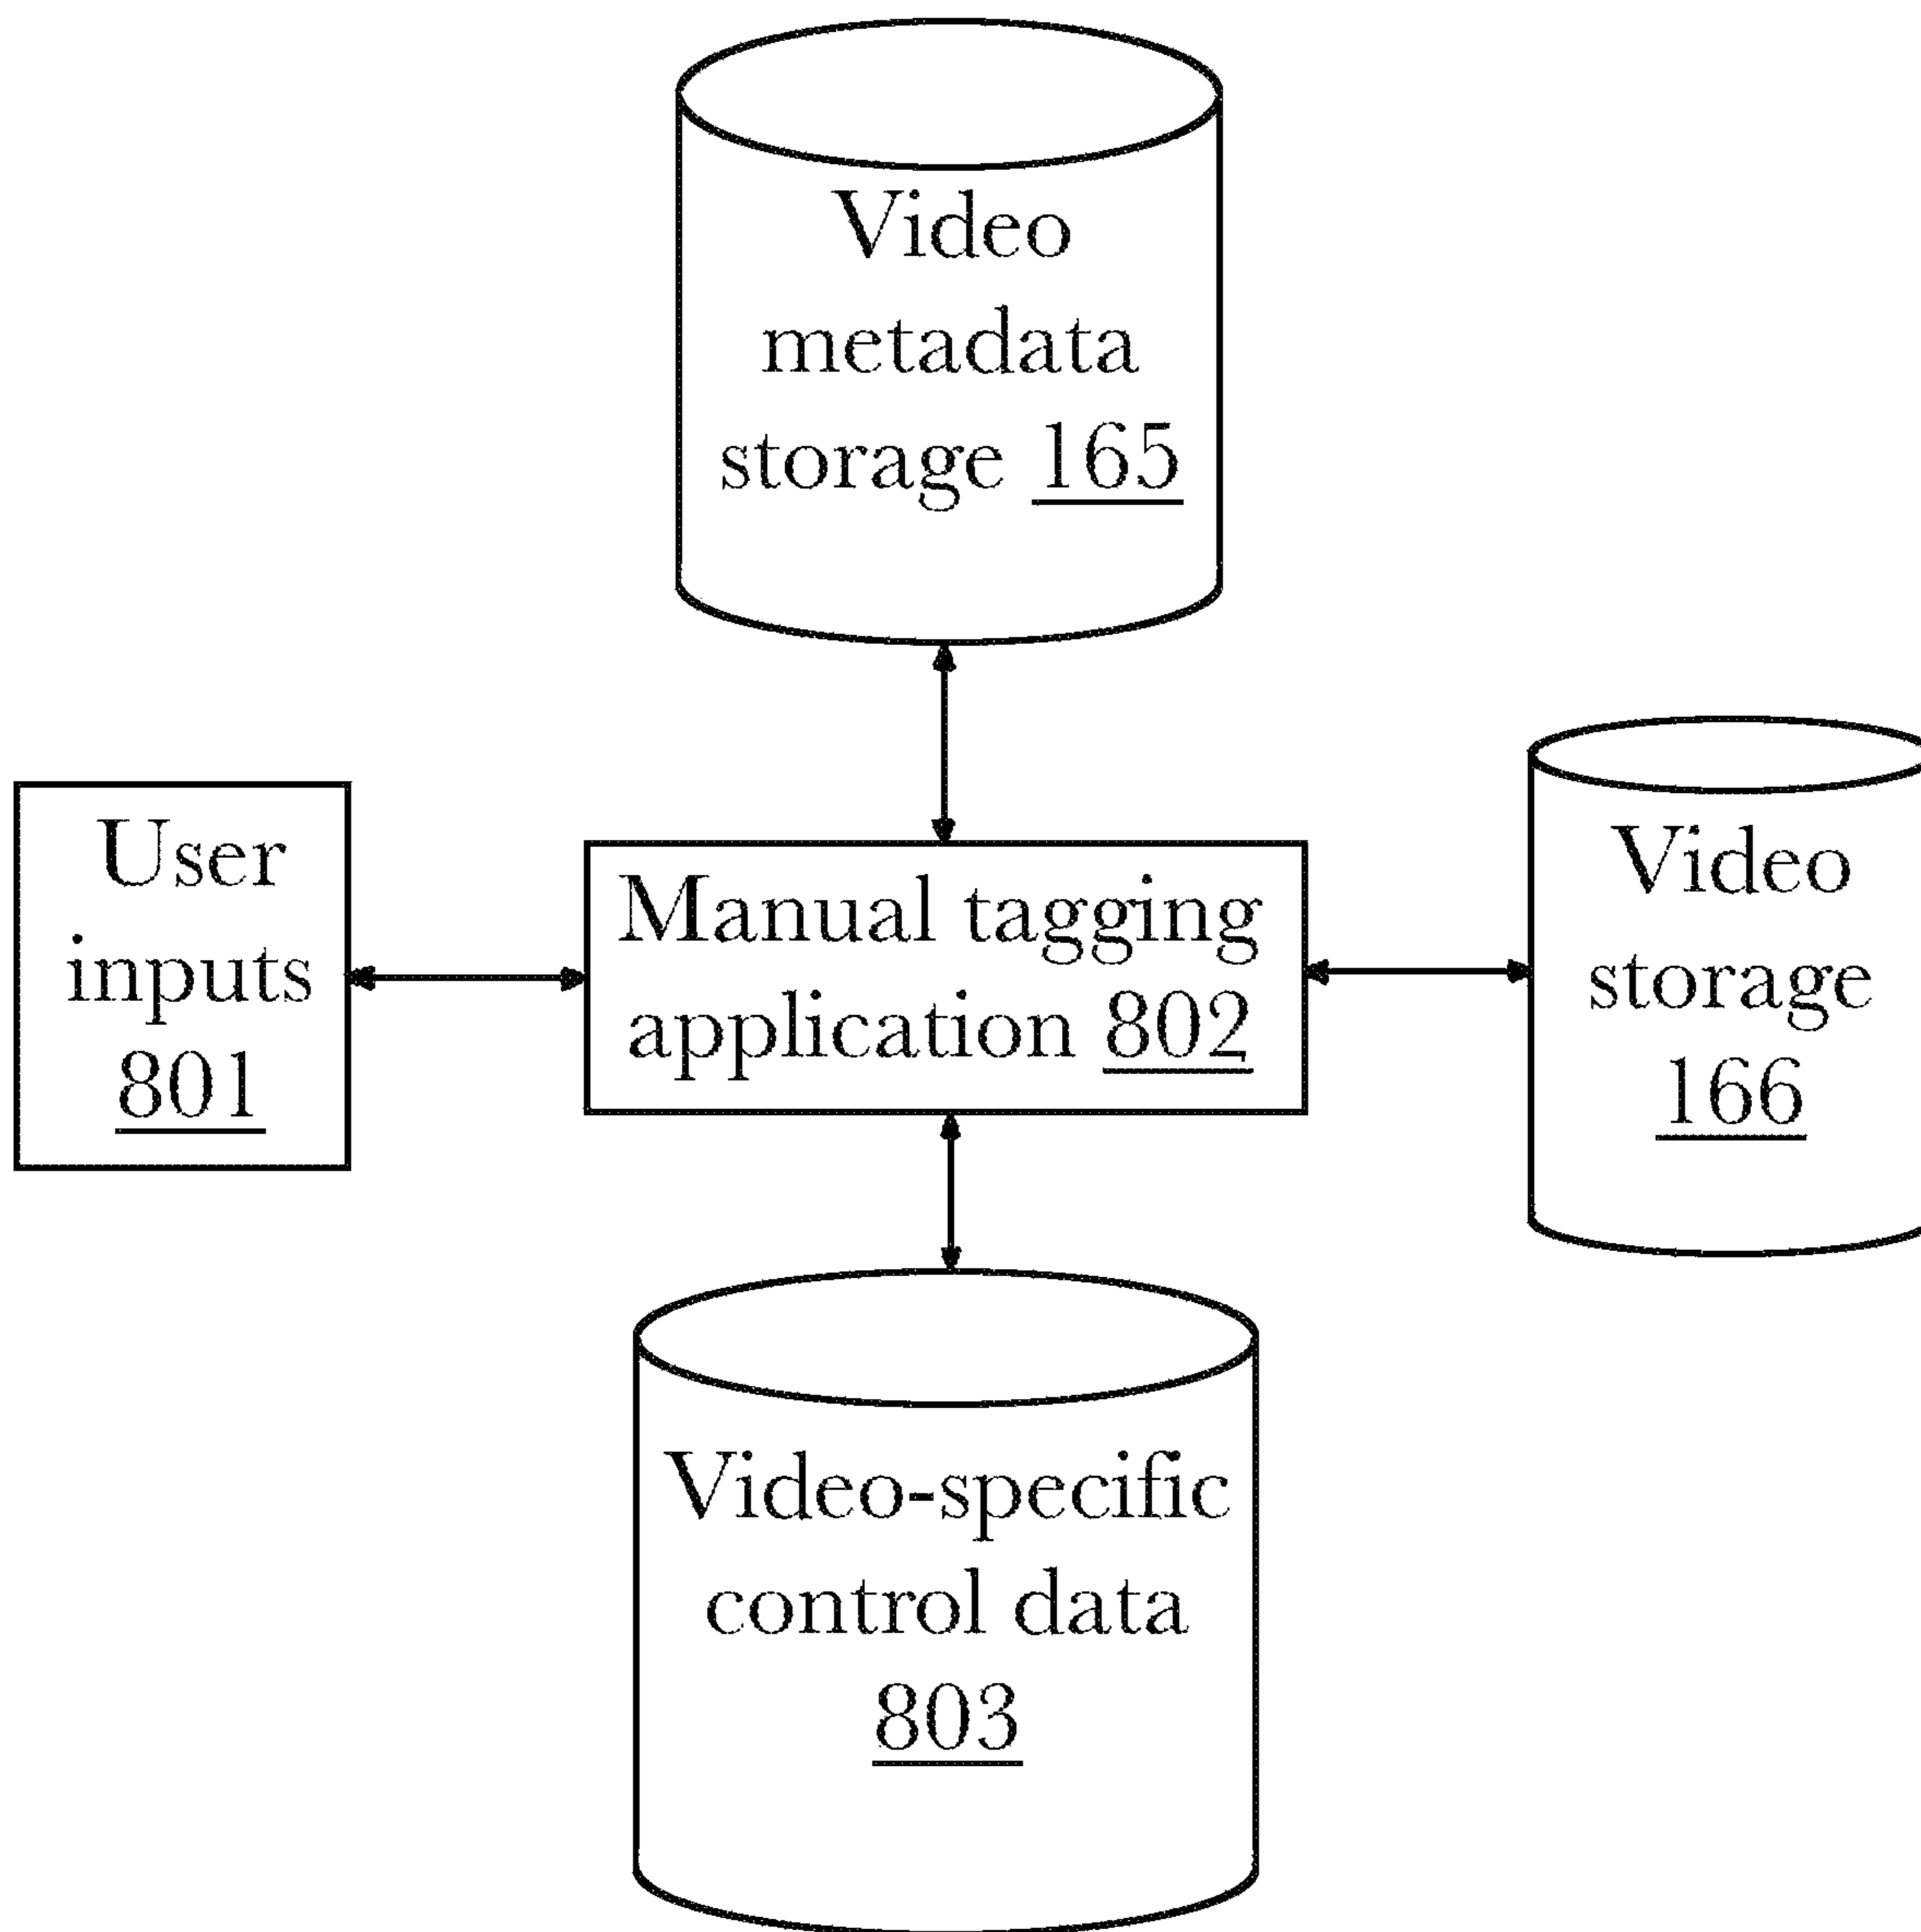 Video
metadata
storage 165
User
inputs
801
Manual tagging
application 802
Video
storage
166
Video-specific
control data
803